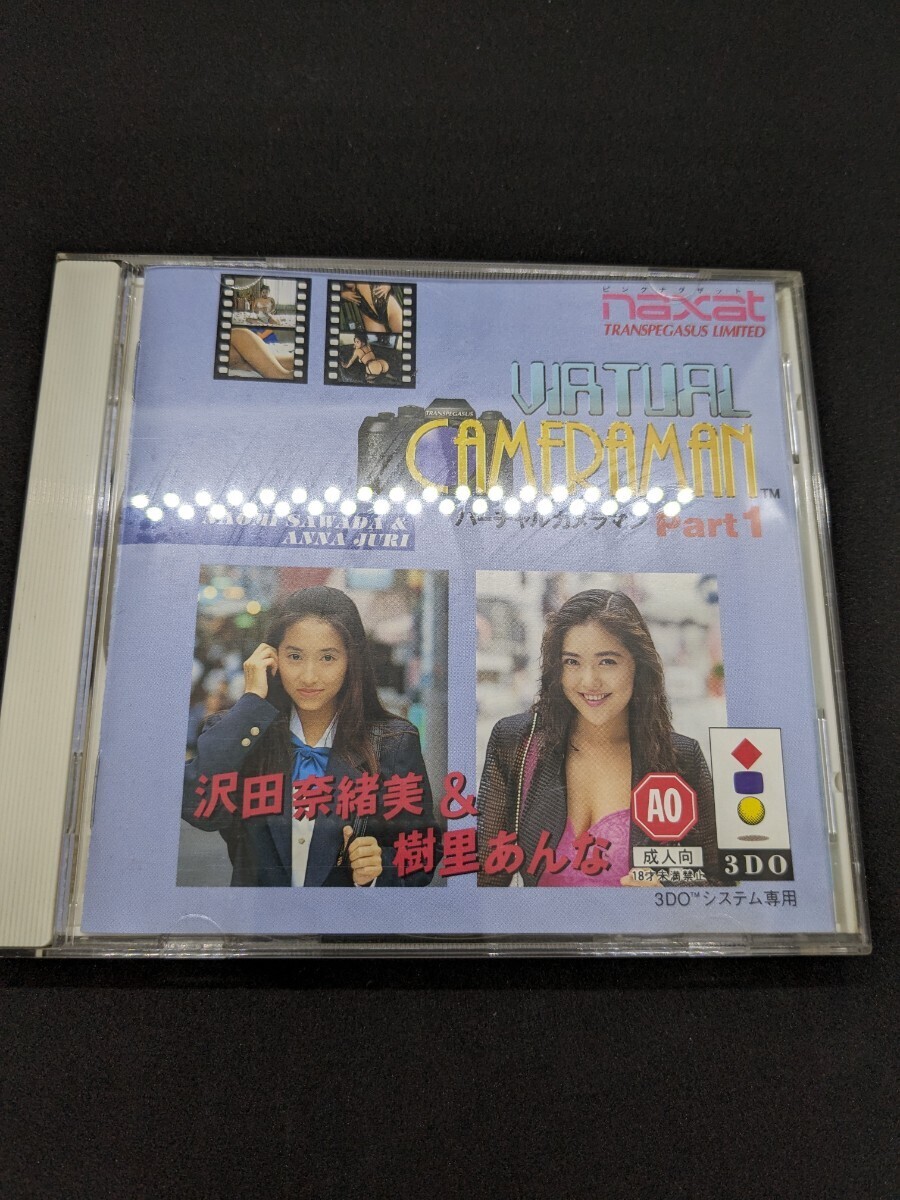 ピンクナグザット
naxat
TRANSPEGASUS LIMITED
VIRTUAL
TRANSPEGASUS
CAMERAMAN™
バーチャルカメラマン Part 1
NAOMI SAWADA &
ANNA JURI
沢田奈緒美&
樹里あんな
AO
成人向
18才未満禁止
3DO
3DO™システム専用